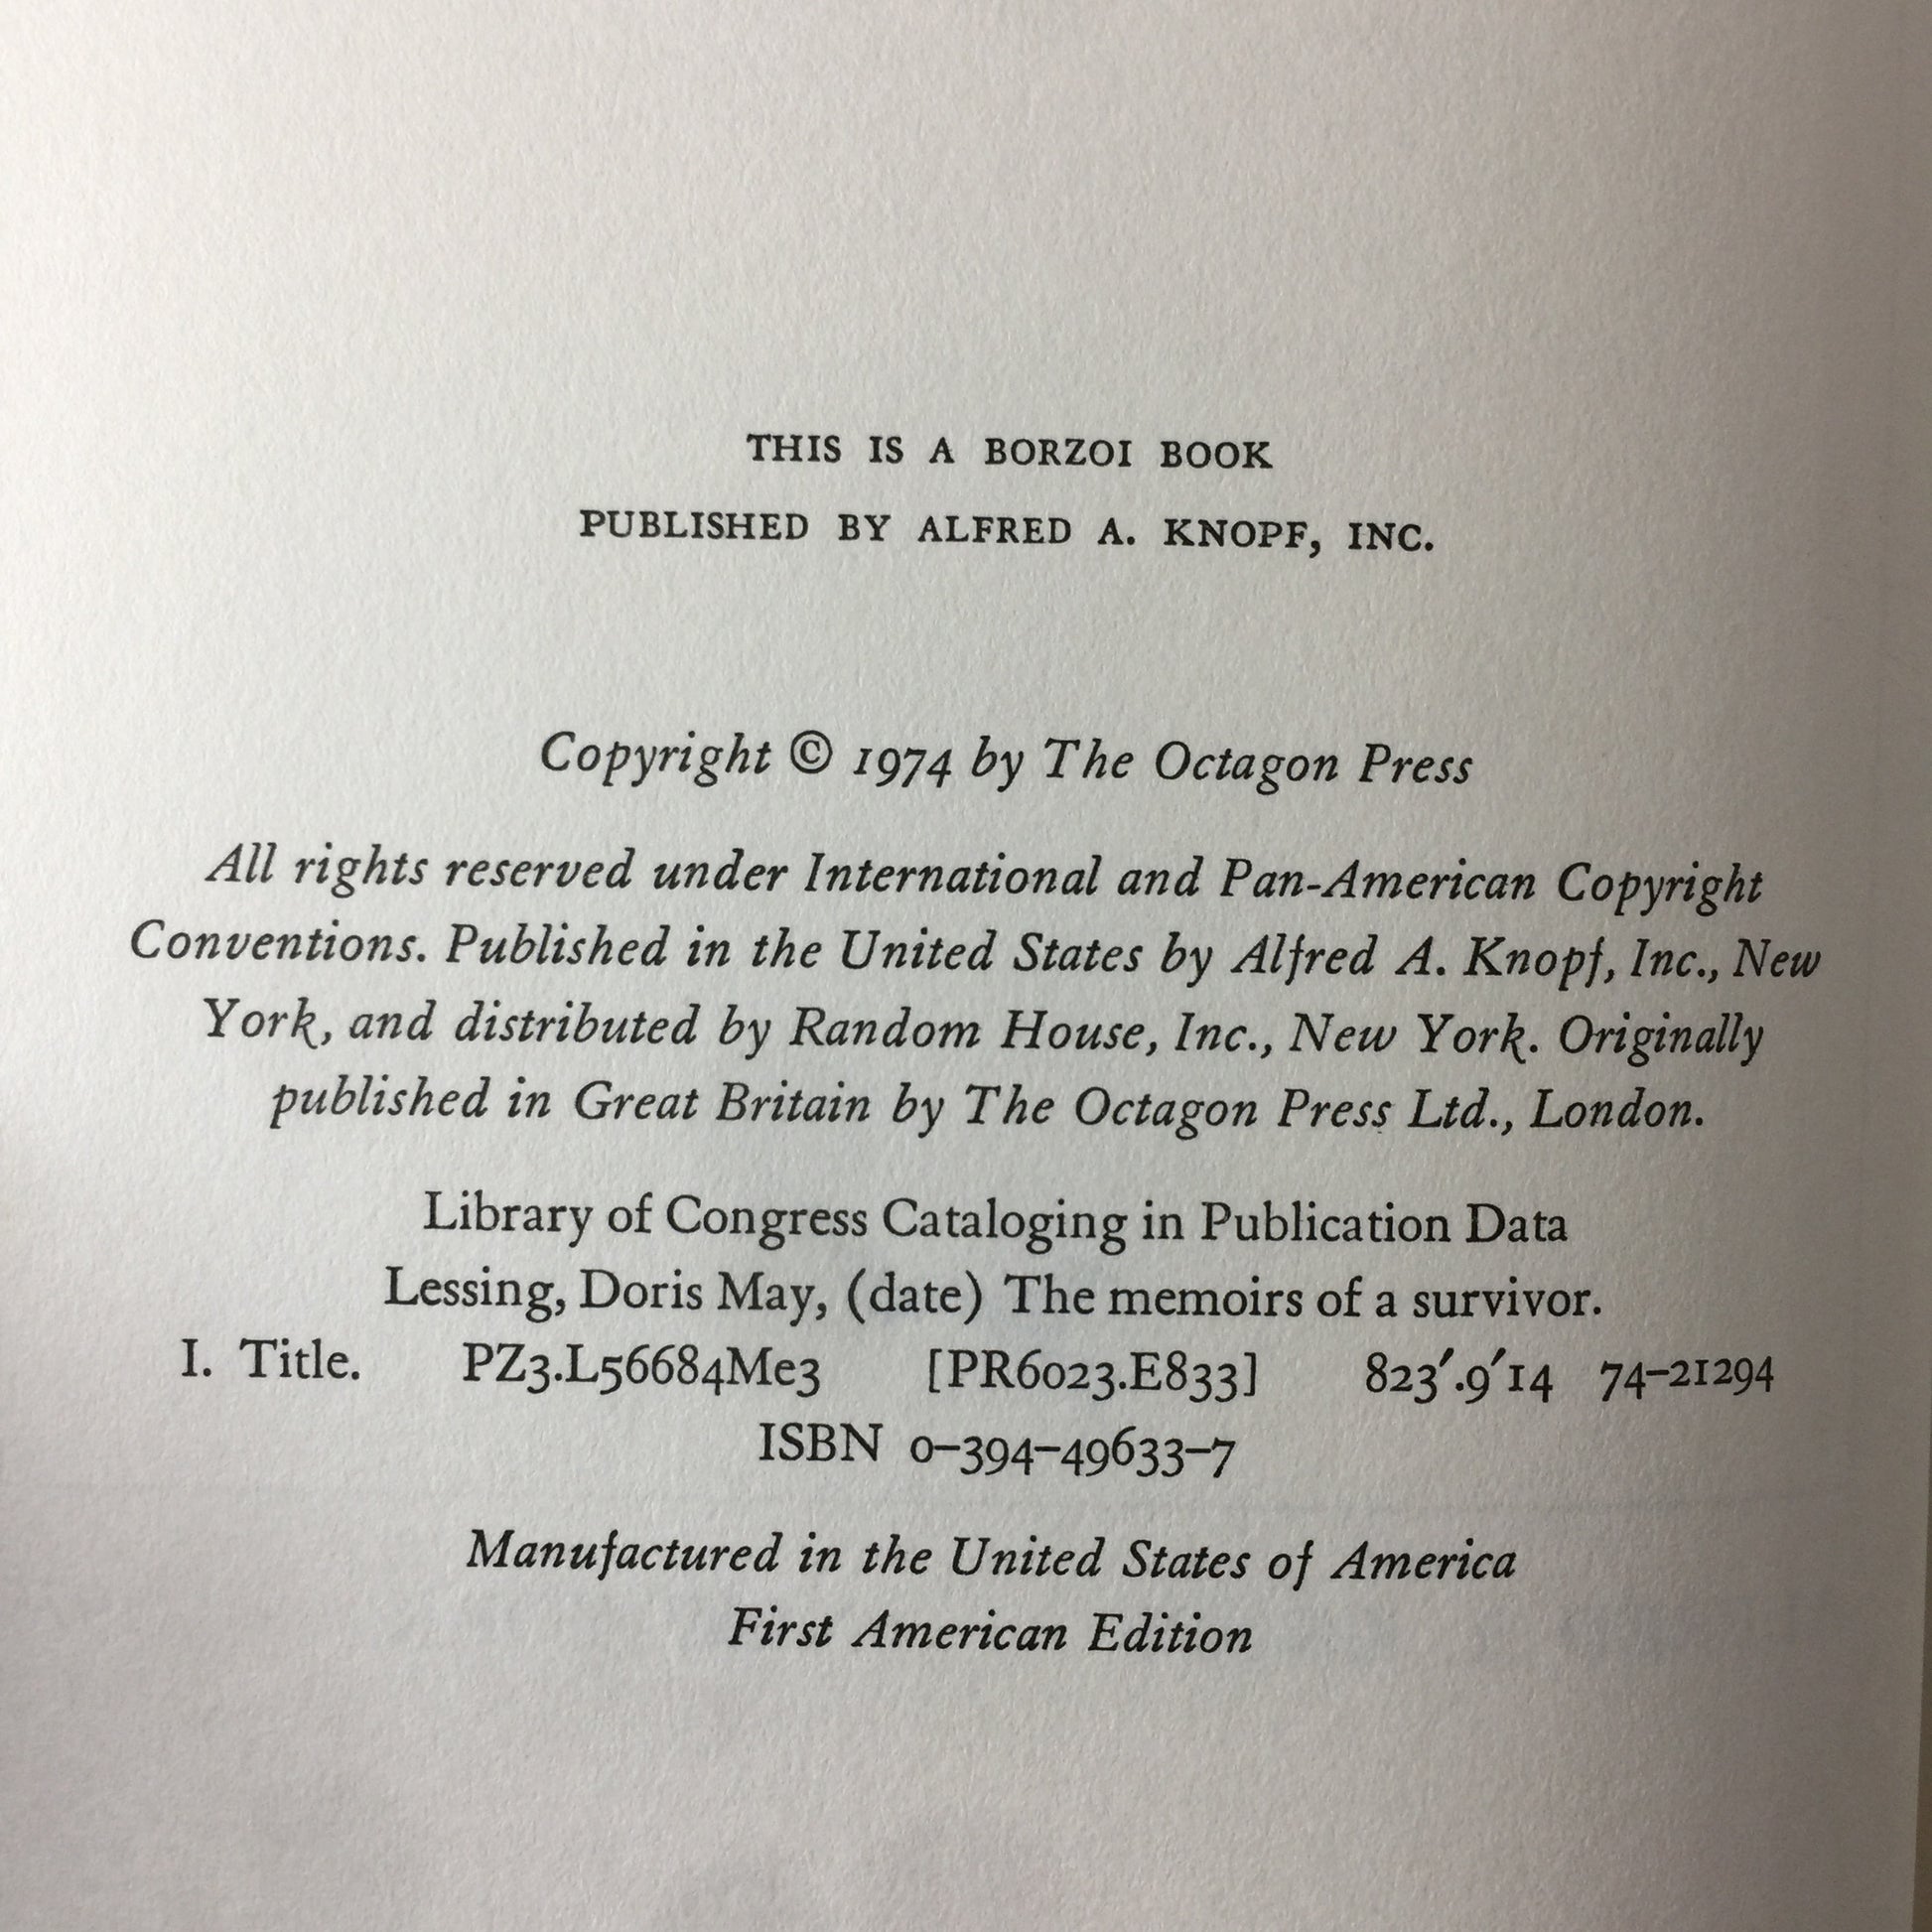 THIS IS A BORZOI BOOK
PUBLISHED BY ALFRED A. KNOPF, INC.
Copyright © 1974 by The Octagon Press
All rights reserved under International and Pan-American Copyright
Conventions. Published in the United States by Alfred A. Knopf, Inc., New
York, and distributed by Random House, Inc., New York. Originally
published in Great Britain by The Octagon Press Ltd., London.
Library of Congress Cataloging in Publication Data
Lessing, Doris May, (date) The memoirs of a survivor.
I. Title. PZ3.L56684Me3 [PR6023.E833] 823′.9′14 74–21294
ISBN 0–394–49633–7
Manufactured in the United States of America
First American Edition